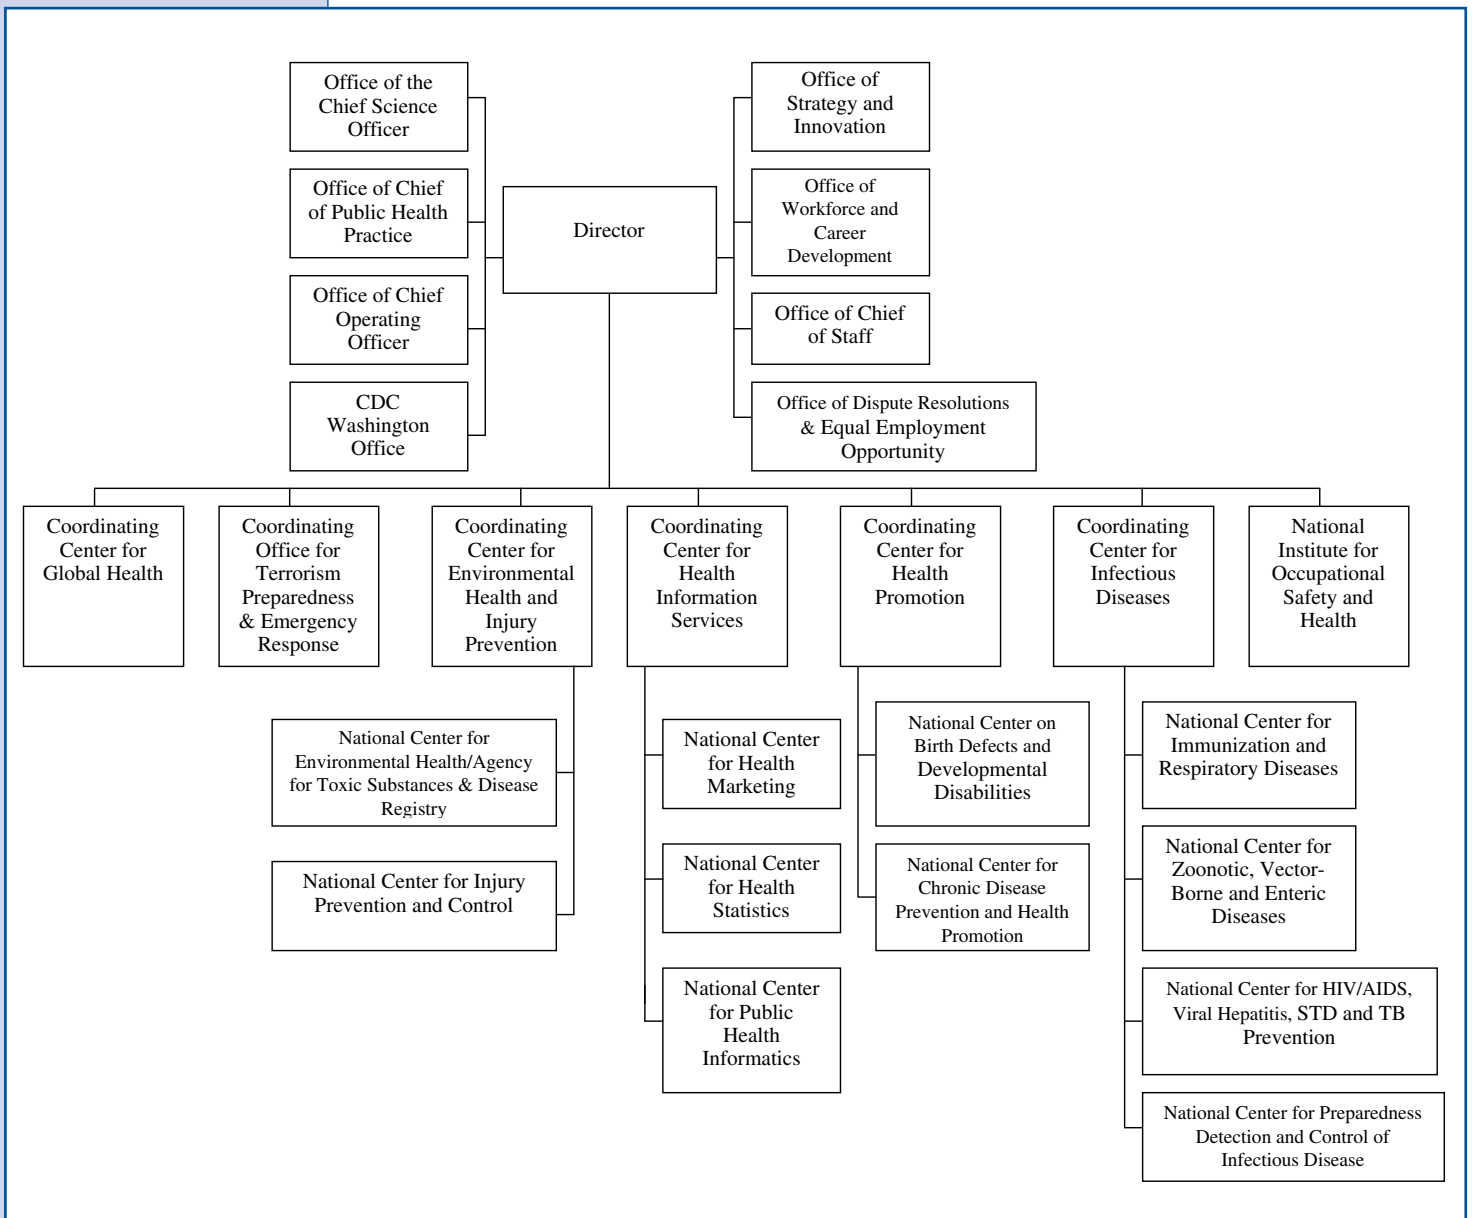 Office of the
Chief Science
Officer
Office of
Strategy and
Innovation
Office of Chief
of Public Health
Practice
Director
Office of
Workforce and
Career
Development
Office of Chief
Operating
Officer
Office of Chief
of Staff
CDC
Washington
Office
Office of Dispute Resolutions
& Equal Employment
Opportunity
Coordinating
Center for
Global Health
Coordinating
Office for
Terrorism
Preparedness
& Emergency
Response
Coordinating
Center for
Environmental
Health and
Injury
Prevention
Coordinating
Center for
Health
Information
Services
Coordinating
Center for
Health
Promotion
Coordinating
Center for
Infectious
Diseases
National
Institute for
Occupational
Safety and
Health
National Center for
Environmental Health/Agency
for Toxic Substances & Disease
Registry
National Center for Injury
Prevention and Control
National Center
for Health
Marketing
National Center
for Health
Statistics
National Center
for Public
Health
Informatics
National Center on
Birth Defects and
Developmental
Disabilities
National Center for
Chronic Disease
Prevention and Health
Promotion
National Center for
Immunization and
Respiratory Diseases
National Center for
Zoonotic, Vector-
Borne and Enteric
Diseases
National Center for HIV/AIDS,
Viral Hepatitis, STD and TB
Prevention
National Center for Preparedness
Detection and Control of
Infectious Disease